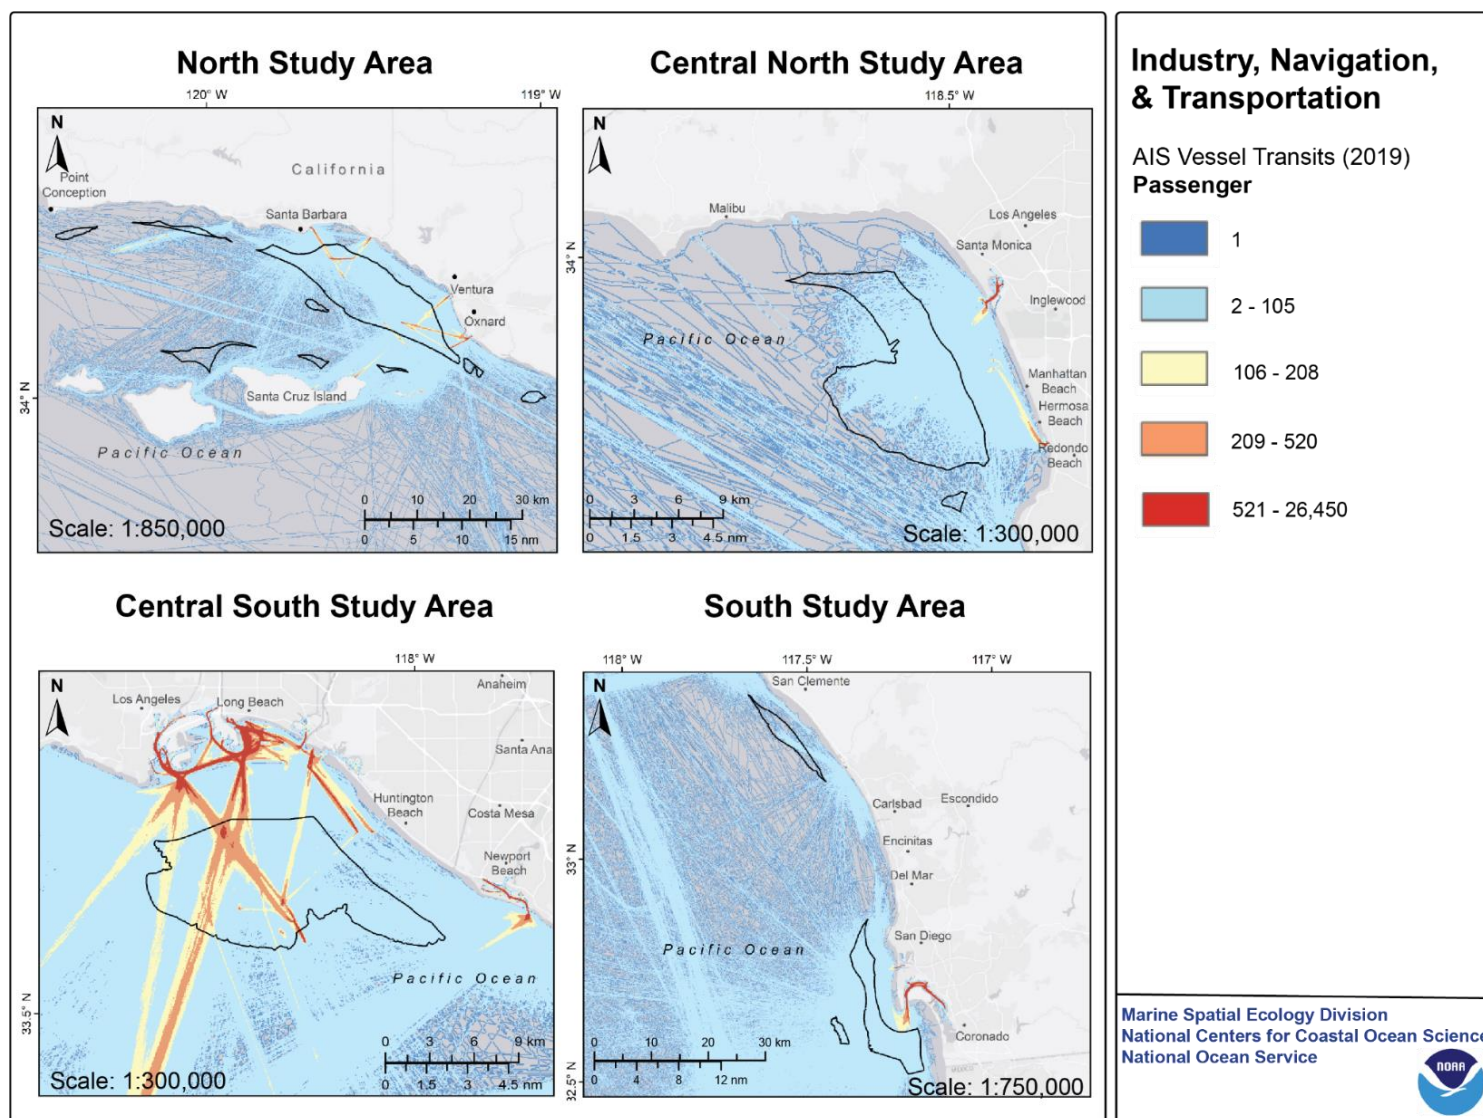 North Study Area
120° W
119° W
N
California
Point
Conception
Santa Barbara
Ventura
Oxnard
34° N
Santa Cruz Island
Pacific Ocean
0 10 20 30 km
0 5 10 15 nm
Scale: 1:850,000
Central North Study Area
118.5° W
N
Malibu
Los Angeles
Santa Monica
34° N
Inglewood
Pacific Ocean
Manhattan
Beach
Hermosa
Beach
Redondo
Beach
0 3 6 9 km
0 1.5 3 4.5 nm
Scale: 1:300,000
Central South Study Area
118° W
N
Anaheim
Los Angeles
Long Beach
Santa Ana
Huntington
Beach
Costa Mesa
Newport
Beach
Pacific Ocean
33.5° N
0 3 6 9 km
0 1.5 3 4.5 nm
Scale: 1:300,000
South Study Area
118° W
117.5° W
117° W
N
San Clemente
Carlsbad
Escondido
Encinitas
33° N
Del Mar
San Diego
Pacific Ocean
Coronado
0 10 20 30 km
0 4 8 12 nm
32.5° N
Scale: 1:750,000
Industry, Navigation,
& Transportation
AIS Vessel Transits (2019)
Passenger
1
2 - 105
106 - 208
209 - 520
521 - 26,450
Marine Spatial Ecology Division
National Centers for Coastal Ocean Science
National Ocean Service
NOAA